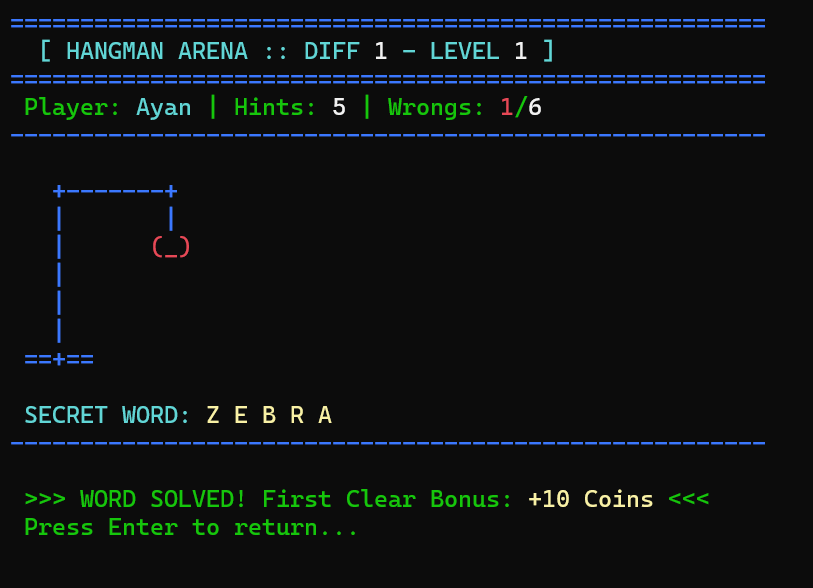 ======================================================
[ HANGMAN ARENA :: DIFF 1 - LEVEL 1 ]
======================================================
Player: Ayan | Hints: 5 | Wrongs: 1/6
------------------------------------------------------
+-------+
|       |
|      (_)
|
|
|
==+==
SECRET WORD: Z E B R A
------------------------------------------------------
>>> WORD SOLVED! First Clear Bonus: +10 Coins <<<
Press Enter to return...